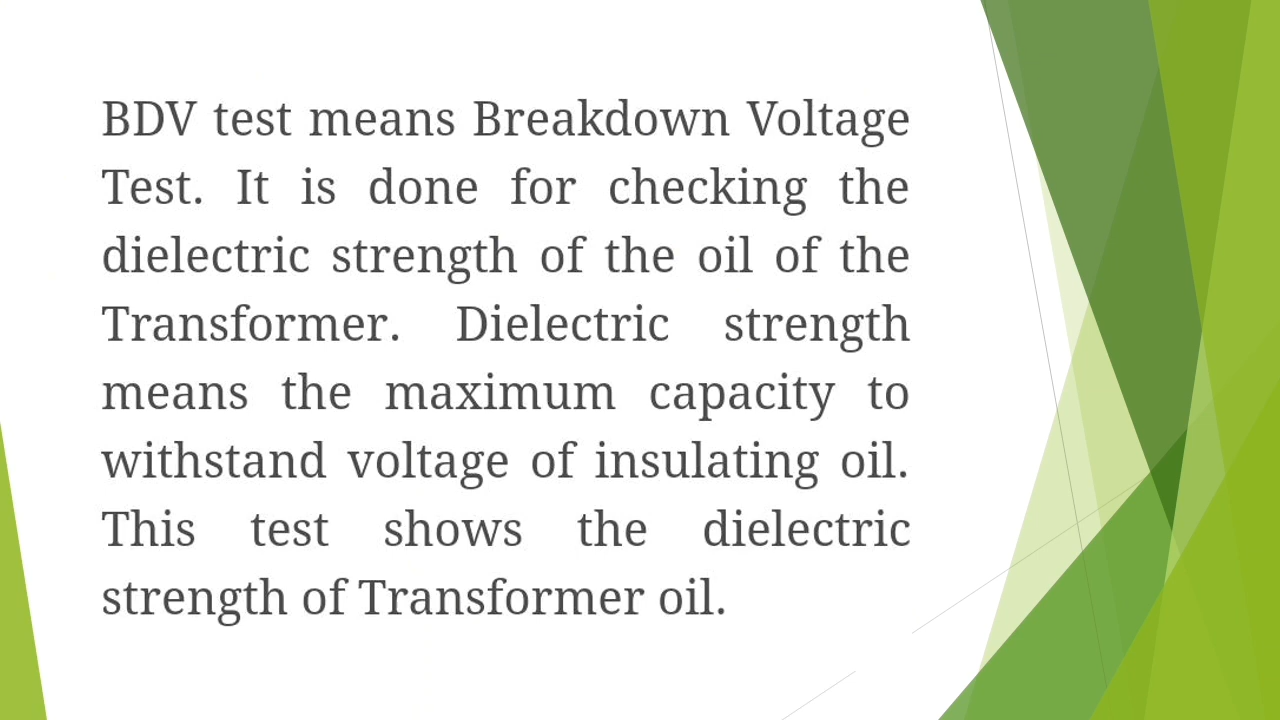 BDV test means Breakdown Voltage
Test. It is done for checking the
dielectric strength of the oil of the
Transformer. Dielectric strength
means the maximum capacity to
withstand voltage of insulating oil.
This test shows the dielectric
strength of Transformer oil.